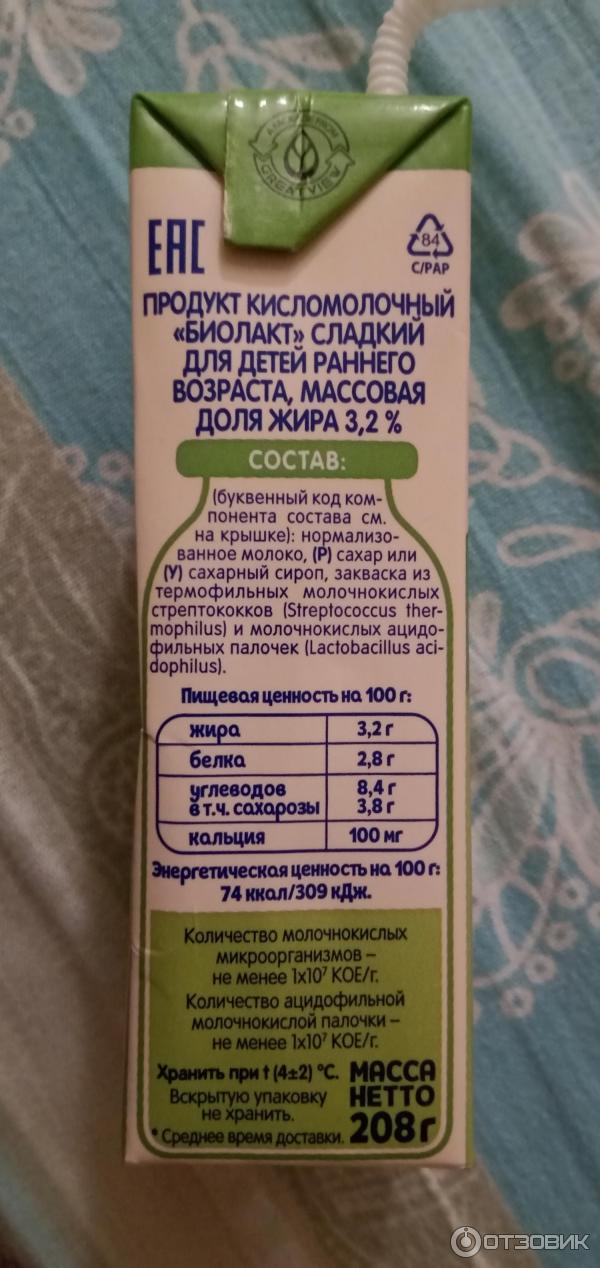 A PACKAGE FROM
GREATVIEW
ЕАС
84
C/PAP
ПРОДУКТ КИСЛОМОЛОЧНЫЙ
«БИОЛАКТ» СЛАДКИЙ
ДЛЯ ДЕТЕЙ РАННЕГО
ВОЗРАСТА, МАССОВАЯ
ДОЛЯ ЖИРА 3,2 %
СОСТАВ:
(буквенный код ком-
понента состава см.
на крышке): нормализо-
ванное молоко, (Р) сахар или
(У) сахарный сироп, закваска из
термофильных молочнокислых
стрептококков (Streptococcus ther-
mophilus) и молочнокислых ацидо-
фильных палочек (Lactobacillus aci-
dophilus).
Пищевая ценность на 100 г:
жира 3,2 г
белка 2,8 г
углеводов 8,4 г
в т.ч. сахарозы 3,8 г
кальция 100 мг
Энергетическая ценность на 100 г:
74 ккал/309 кДж.
Количество молочнокислых
микроорганизмов –
не менее 1х10⁷ КОЕ/г.
Количество ацидофильной
молочнокислой палочки –
не менее 1х10⁷ КОЕ/г.
Хранить при t (4±2) °С.
Вскрытую упаковку
не хранить.
* Среднее время доставки.
МАССА
НЕТТО
208 г
ОТЗОВИК